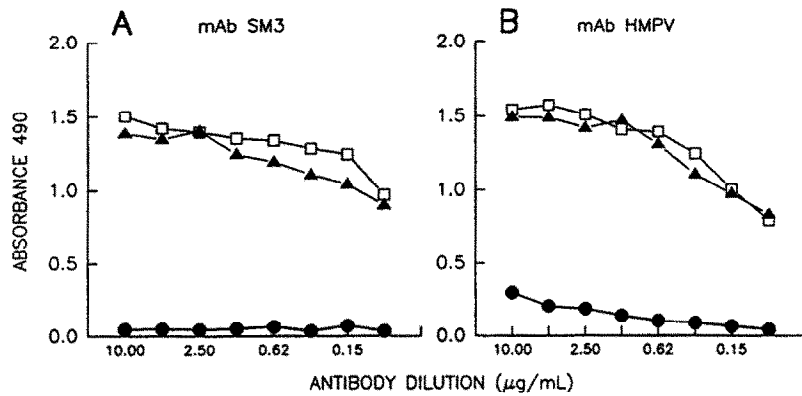 A mAb SM3
B mAb HMPV
ABSORBANCE 490
2.0
1.5
1.0
0.5
0.0
10.00 2.50 0.62 0.15
2.0
1.5
1.0
0.5
0.0
10.00 2.50 0.62 0.15
ANTIBODY DILUTION (μg/mL)